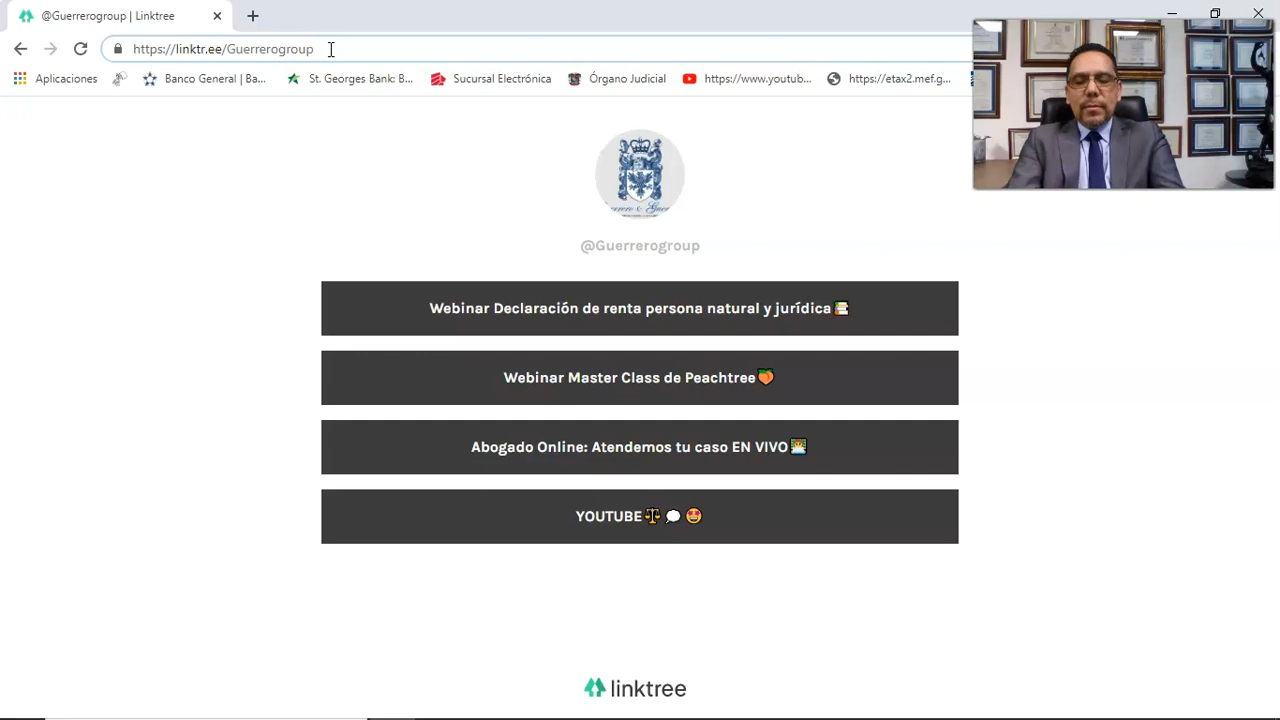 @Guerrerogroup | Linktree
https://linktr.ee/Guerrerogroup
Aplicaciones
Banco General | Ba...
St. Georges Bank: B...
Sucursal Electrónica
Órgano Judicial
https://www.youtub...
https://etax2.mef.g...
@Guerrerogroup
Webinar Declaración de renta persona natural y jurídica
Webinar Master Class de Peachtree
Abogado Online: Atendemos tu caso EN VIVO
YOUTUBE
linktree